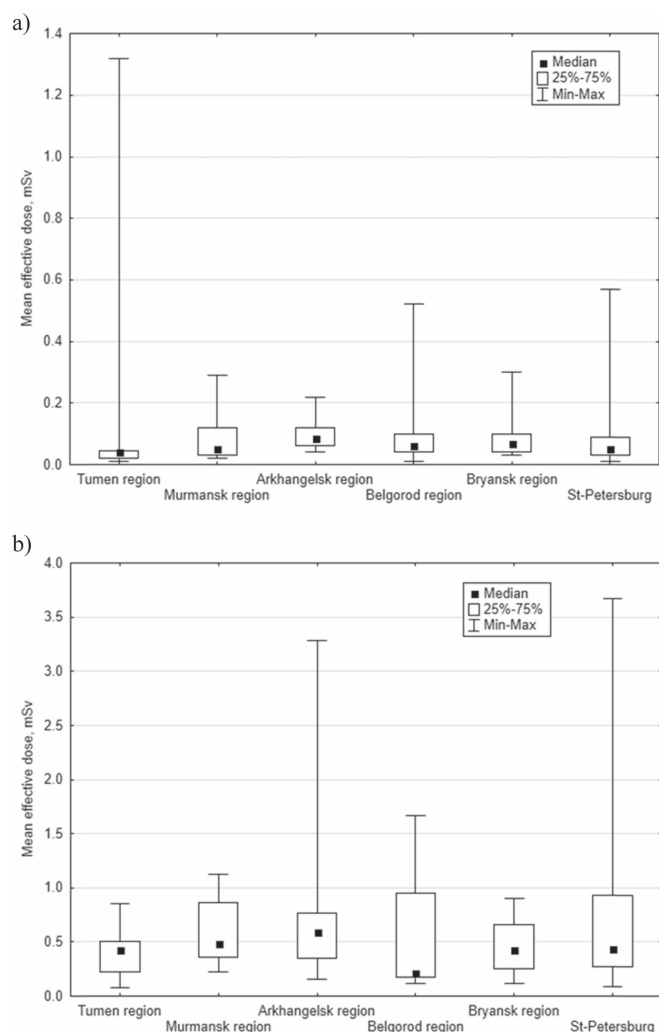 a)
1.4
1.2
1.0
0.8
0.6
0.4
0.2
0.0
Mean effective dose, mSv
Median
25%-75%
Min-Max
Tumen region
Arkhangelsk region
Bryansk region
Murmansk region
Belgorod region
St-Petersburg
b)
4.0
3.5
3.0
2.5
2.0
1.5
1.0
0.5
0.0
Mean effective dose, mSv
Median
25%-75%
Min-Max
Tumen region
Arkhangelsk region
Bryansk region
Murmansk region
Belgorod region
St-Petersburg